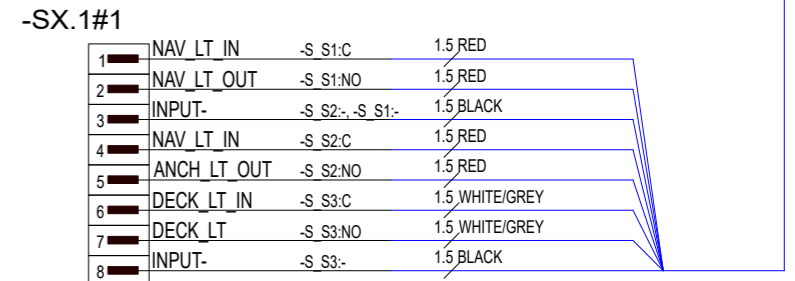 -SX.1#1
1 NAV_LT_IN -S_S1:C 1.5 RED
2 NAV_LT_OUT -S_S1:NO 1.5 RED
3 INPUT- -S_S2:-, -S_S1:- 1.5 BLACK
4 NAV_LT_IN -S_S2:C 1.5 RED
5 ANCH_LT_OUT -S_S2:NO 1.5 RED
6 DECK_LT_IN -S_S3:C 1.5 WHITE/GREY
7 DECK_LT -S_S3:NO 1.5 WHITE/GREY
8 INPUT- -S_S3:- 1.5 BLACK